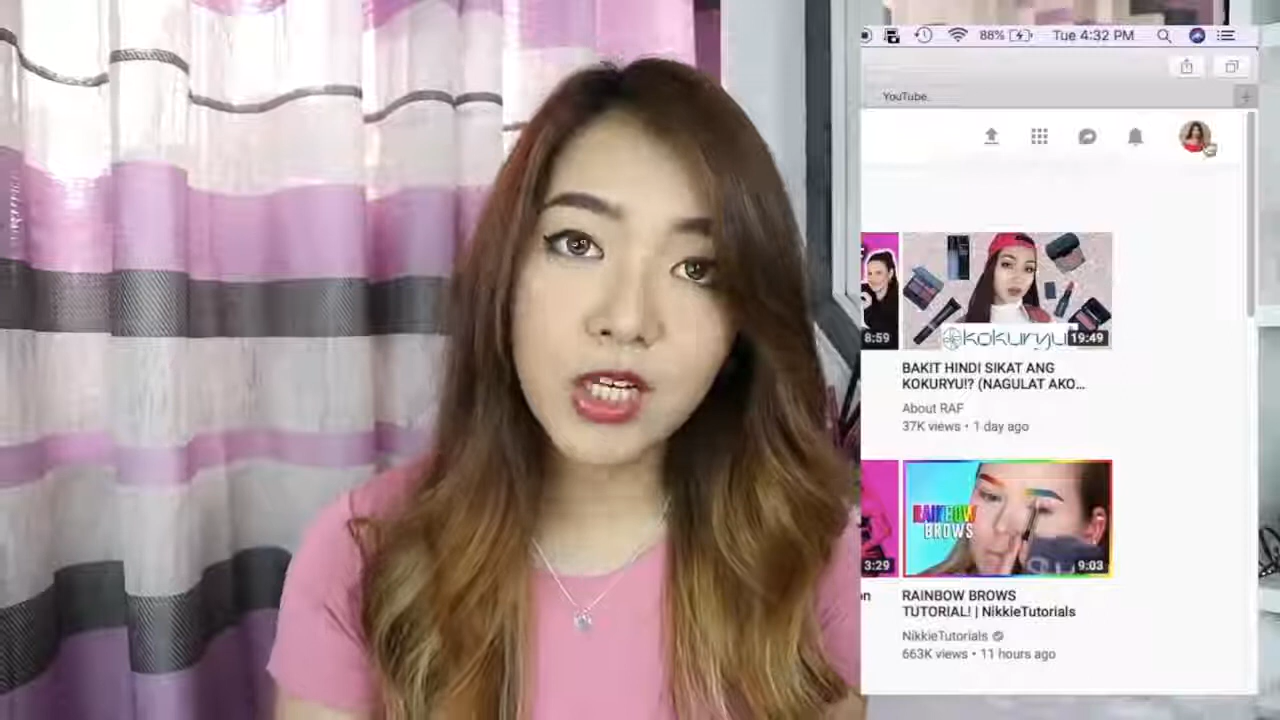 88%
Tue 4:32 PM
YouTube
kokuryu
8:59
19:49
BAKIT HINDI SIKAT ANG
KOKURYU!? (NAGULAT AKO...
About RAF
37K views • 1 day ago
RAINBOW
BROWS
3:29
9:03
on
RAINBOW BROWS
TUTORIAL! | NikkieTutorials
NikkieTutorials
663K views • 11 hours ago